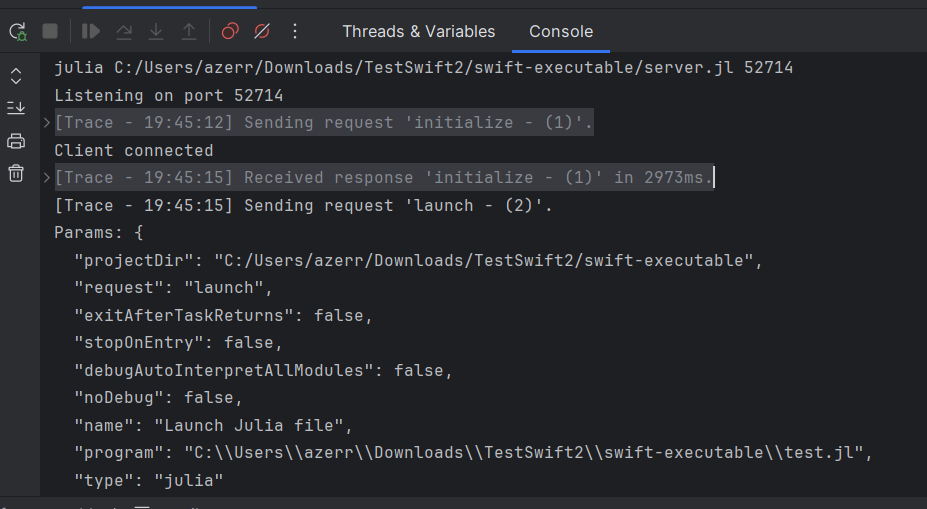 Threads & Variables
Console
julia C:/Users/azerr/Downloads/TestSwift2/swift-executable/server.jl 52714
Listening on port 52714
[Trace - 19:45:12] Sending request 'initialize - (1)'.
Client connected
[Trace - 19:45:15] Received response 'initialize - (1)' in 2973ms.
[Trace - 19:45:15] Sending request 'launch - (2)'.
Params: {
  "projectDir": "C:/Users/azerr/Downloads/TestSwift2/swift-executable",
  "request": "launch",
  "exitAfterTaskReturns": false,
  "stopOnEntry": false,
  "debugAutoInterpretAllModules": false,
  "noDebug": false,
  "name": "Launch Julia file",
  "program": "C:\\Users\\azerr\\Downloads\\TestSwift2\\swift-executable\\test.jl",
  "type": "julia"